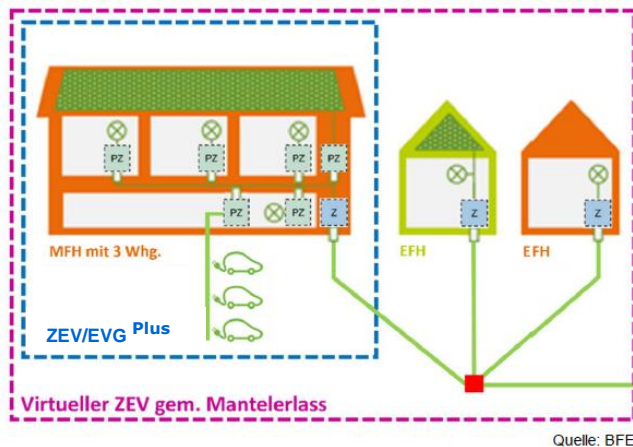 PZ
PZ
PZ
PZ
PZ
PZ
Z
Z
Z
MFH mit 3 Whg.
EFH
EFH
ZEV/EVG Plus
Virtueller ZEV gem. Mantelerlass
Quelle: BFE